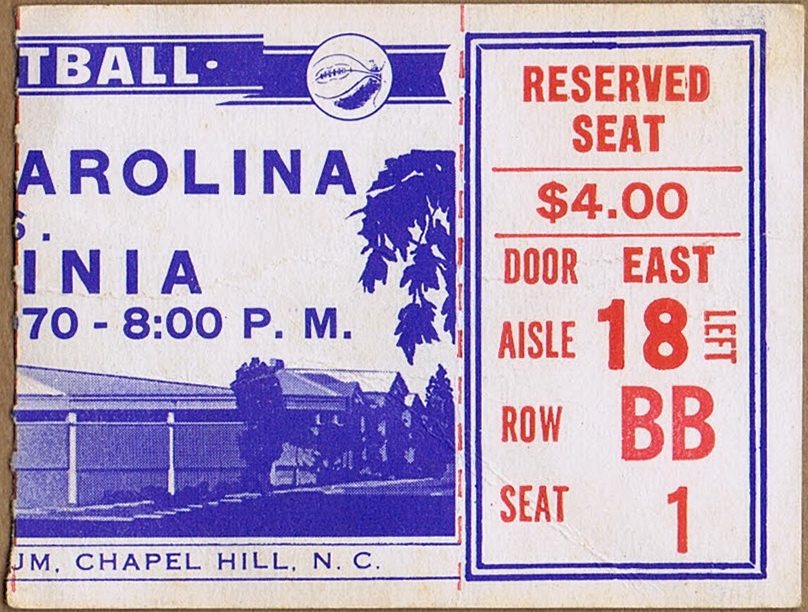 TBALL·
AROLINA
S.
INIA
970 - 8:00 P. M.
UM, CHAPEL HILL, N. C.
RESERVED
SEAT
$4.00
DOOR EAST
AISLE 18 LEFT
ROW BB
SEAT 1